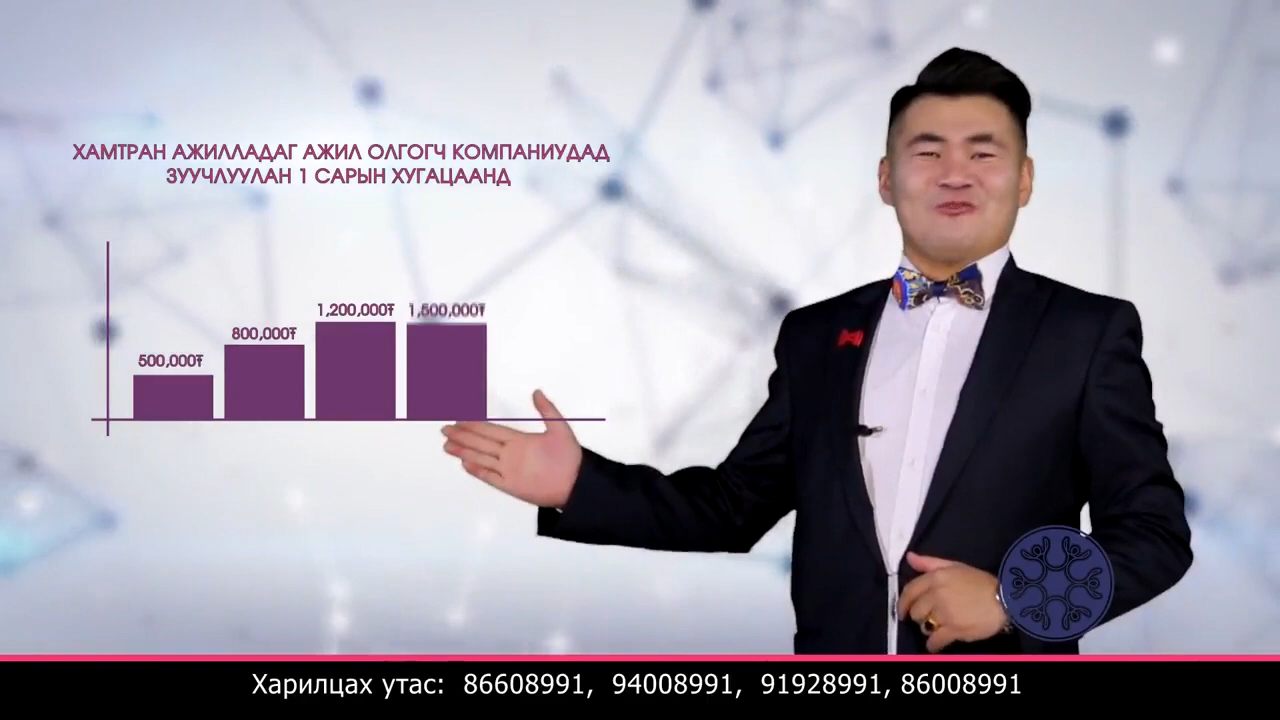 ХАМТРАН АЖИЛЛАДАГ АЖИЛ ОЛГОГЧ КОМПАНИУДАД
ЗУУЧЛУУЛАН 1 САРЫН ХУГАЦААНД
500,000₮ 800,000₮ 1,200,000₮ 1,500,000₮
Харилцах утас: 86608991, 94008991, 91928991, 86008991